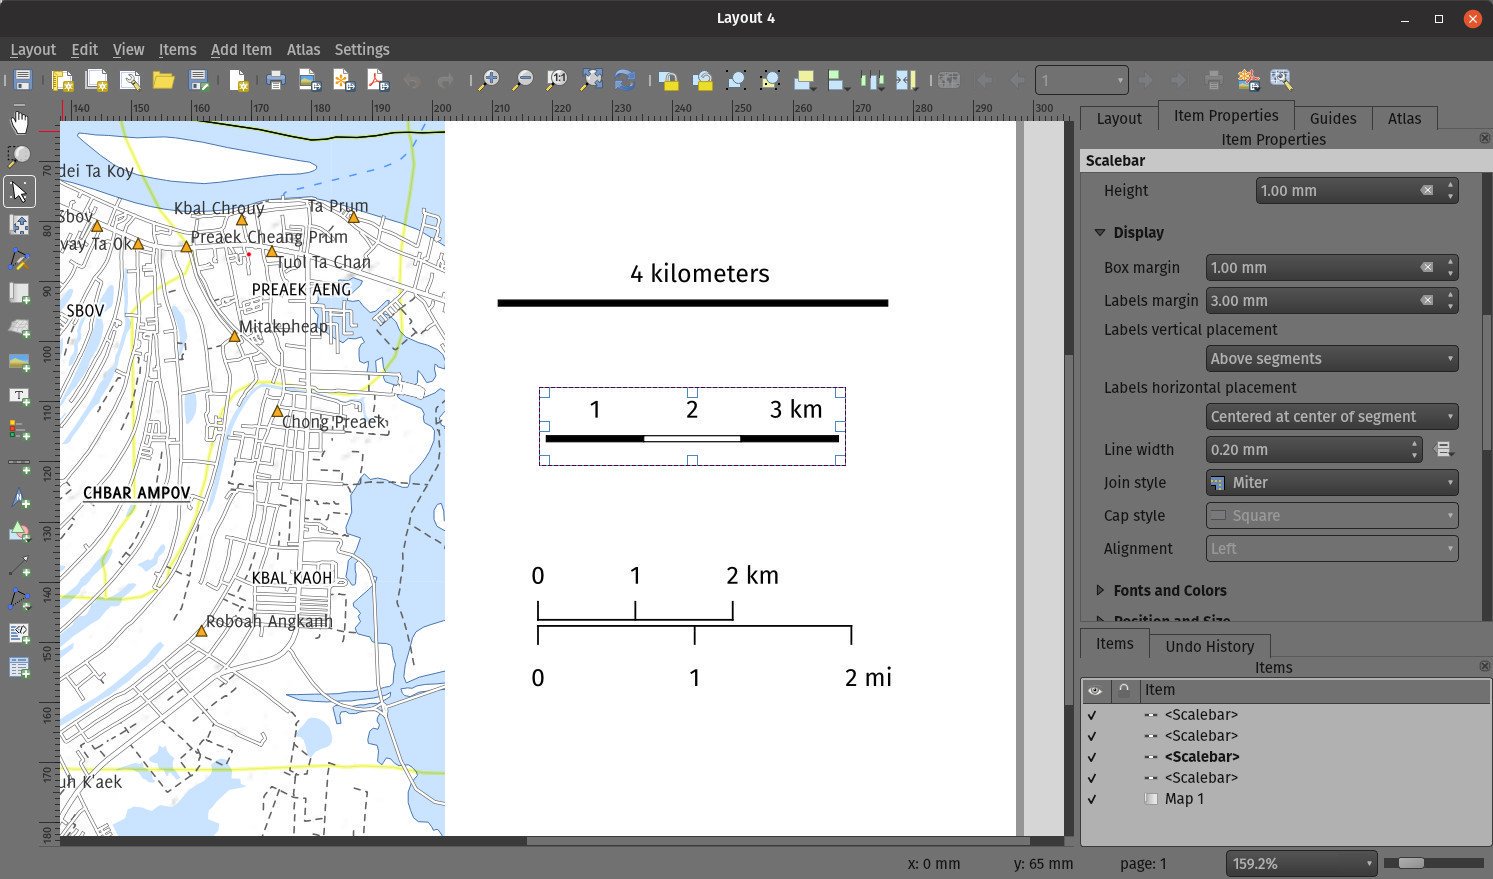 Layout 4
Layout Edit View Items Add Item Atlas Settings
1:1
1
140 150 160 170 180 190 200 210 220 230 240 250 260 270 280 290 300
70
80
90
100
110
120
130
140
150
160
170
180
dei Ta Koy
Sbov
Kbal Chrouy
Ta Prum
vay Ta Ok
Preaek Cheang Prum
Tuol Ta Chan
PREAEK AENG
SBOV
Mitakpheap
Chong Preaek
CHBAR AMPOV
KBAL KAOH
Roboah Angkanh
uh K'aek
4 kilometers
1 2 3 km
0 1 2 km
0 1 2 mi
Layout Item Properties Guides Atlas
Item Properties
Scalebar
Height 1.00 mm
Display
Box margin 1.00 mm
Labels margin 3.00 mm
Labels vertical placement
Above segments
Labels horizontal placement
Centered at center of segment
Line width 0.20 mm
Join style Miter
Cap style Square
Alignment Left
Fonts and Colors
Position and Size
Items Undo History
Items
Item
<Scalebar>
<Scalebar>
<Scalebar>
<Scalebar>
Map 1
x: 0 mm y: 65 mm page: 1 159.2%